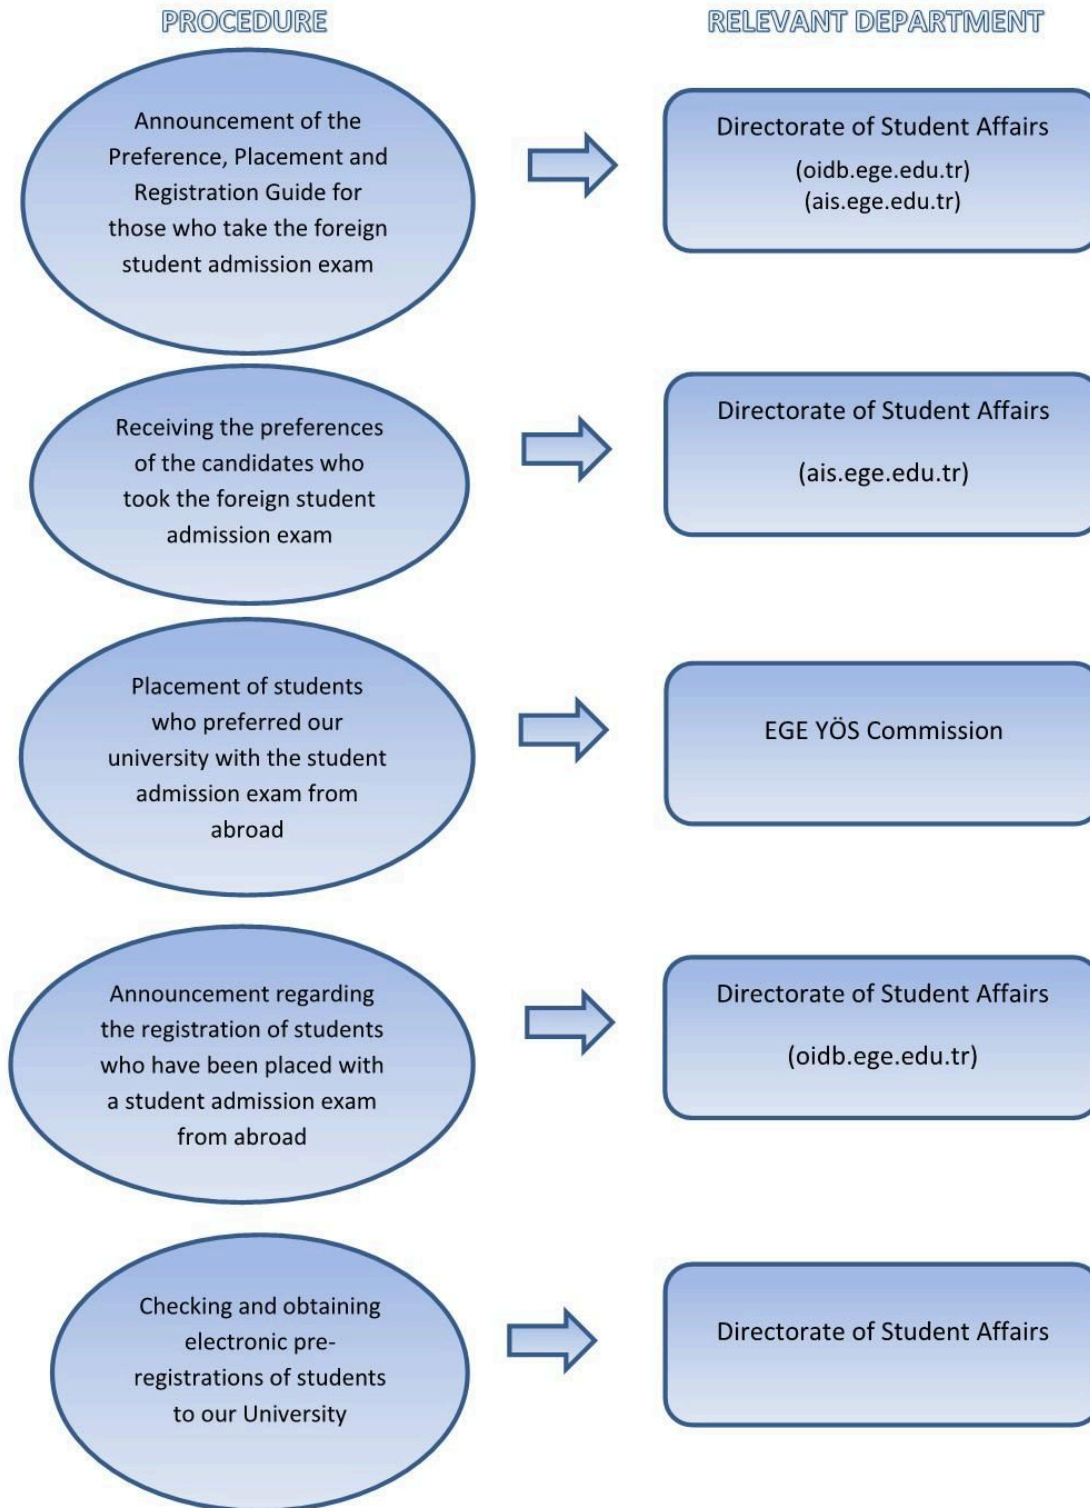 PROCEDURE
RELEVANT DEPARTMENT
Announcement of the
Preference, Placement and
Registration Guide for
those who take the foreign
student admission exam
Directorate of Student Affairs
(oidb.ege.edu.tr)
(ais.ege.edu.tr)
Receiving the preferences
of the candidates who
took the foreign student
admission exam
Directorate of Student Affairs
(ais.ege.edu.tr)
Placement of students
who preferred our
university with the student
admission exam from
abroad
EGE YÖS Commission
Announcement regarding
the registration of students
who have been placed with
a student admission exam
from abroad
Directorate of Student Affairs
(oidb.ege.edu.tr)
Checking and obtaining
electronic pre-
registrations of students
to our University
Directorate of Student Affairs